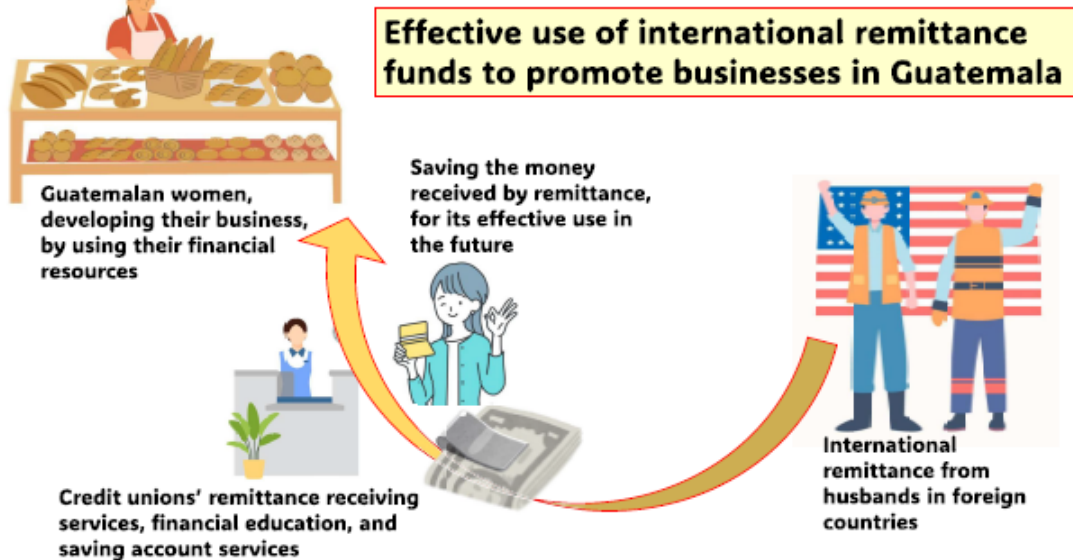 Effective use of international remittance
funds to promote businesses in Guatemala
Guatemalan women,
developing their business,
by using their financial
resources
Saving the money
received by remittance,
for its effective use in
the future
Credit unions’ remittance receiving
services, financial education, and
saving account services
International
remittance from
husbands in foreign
countries